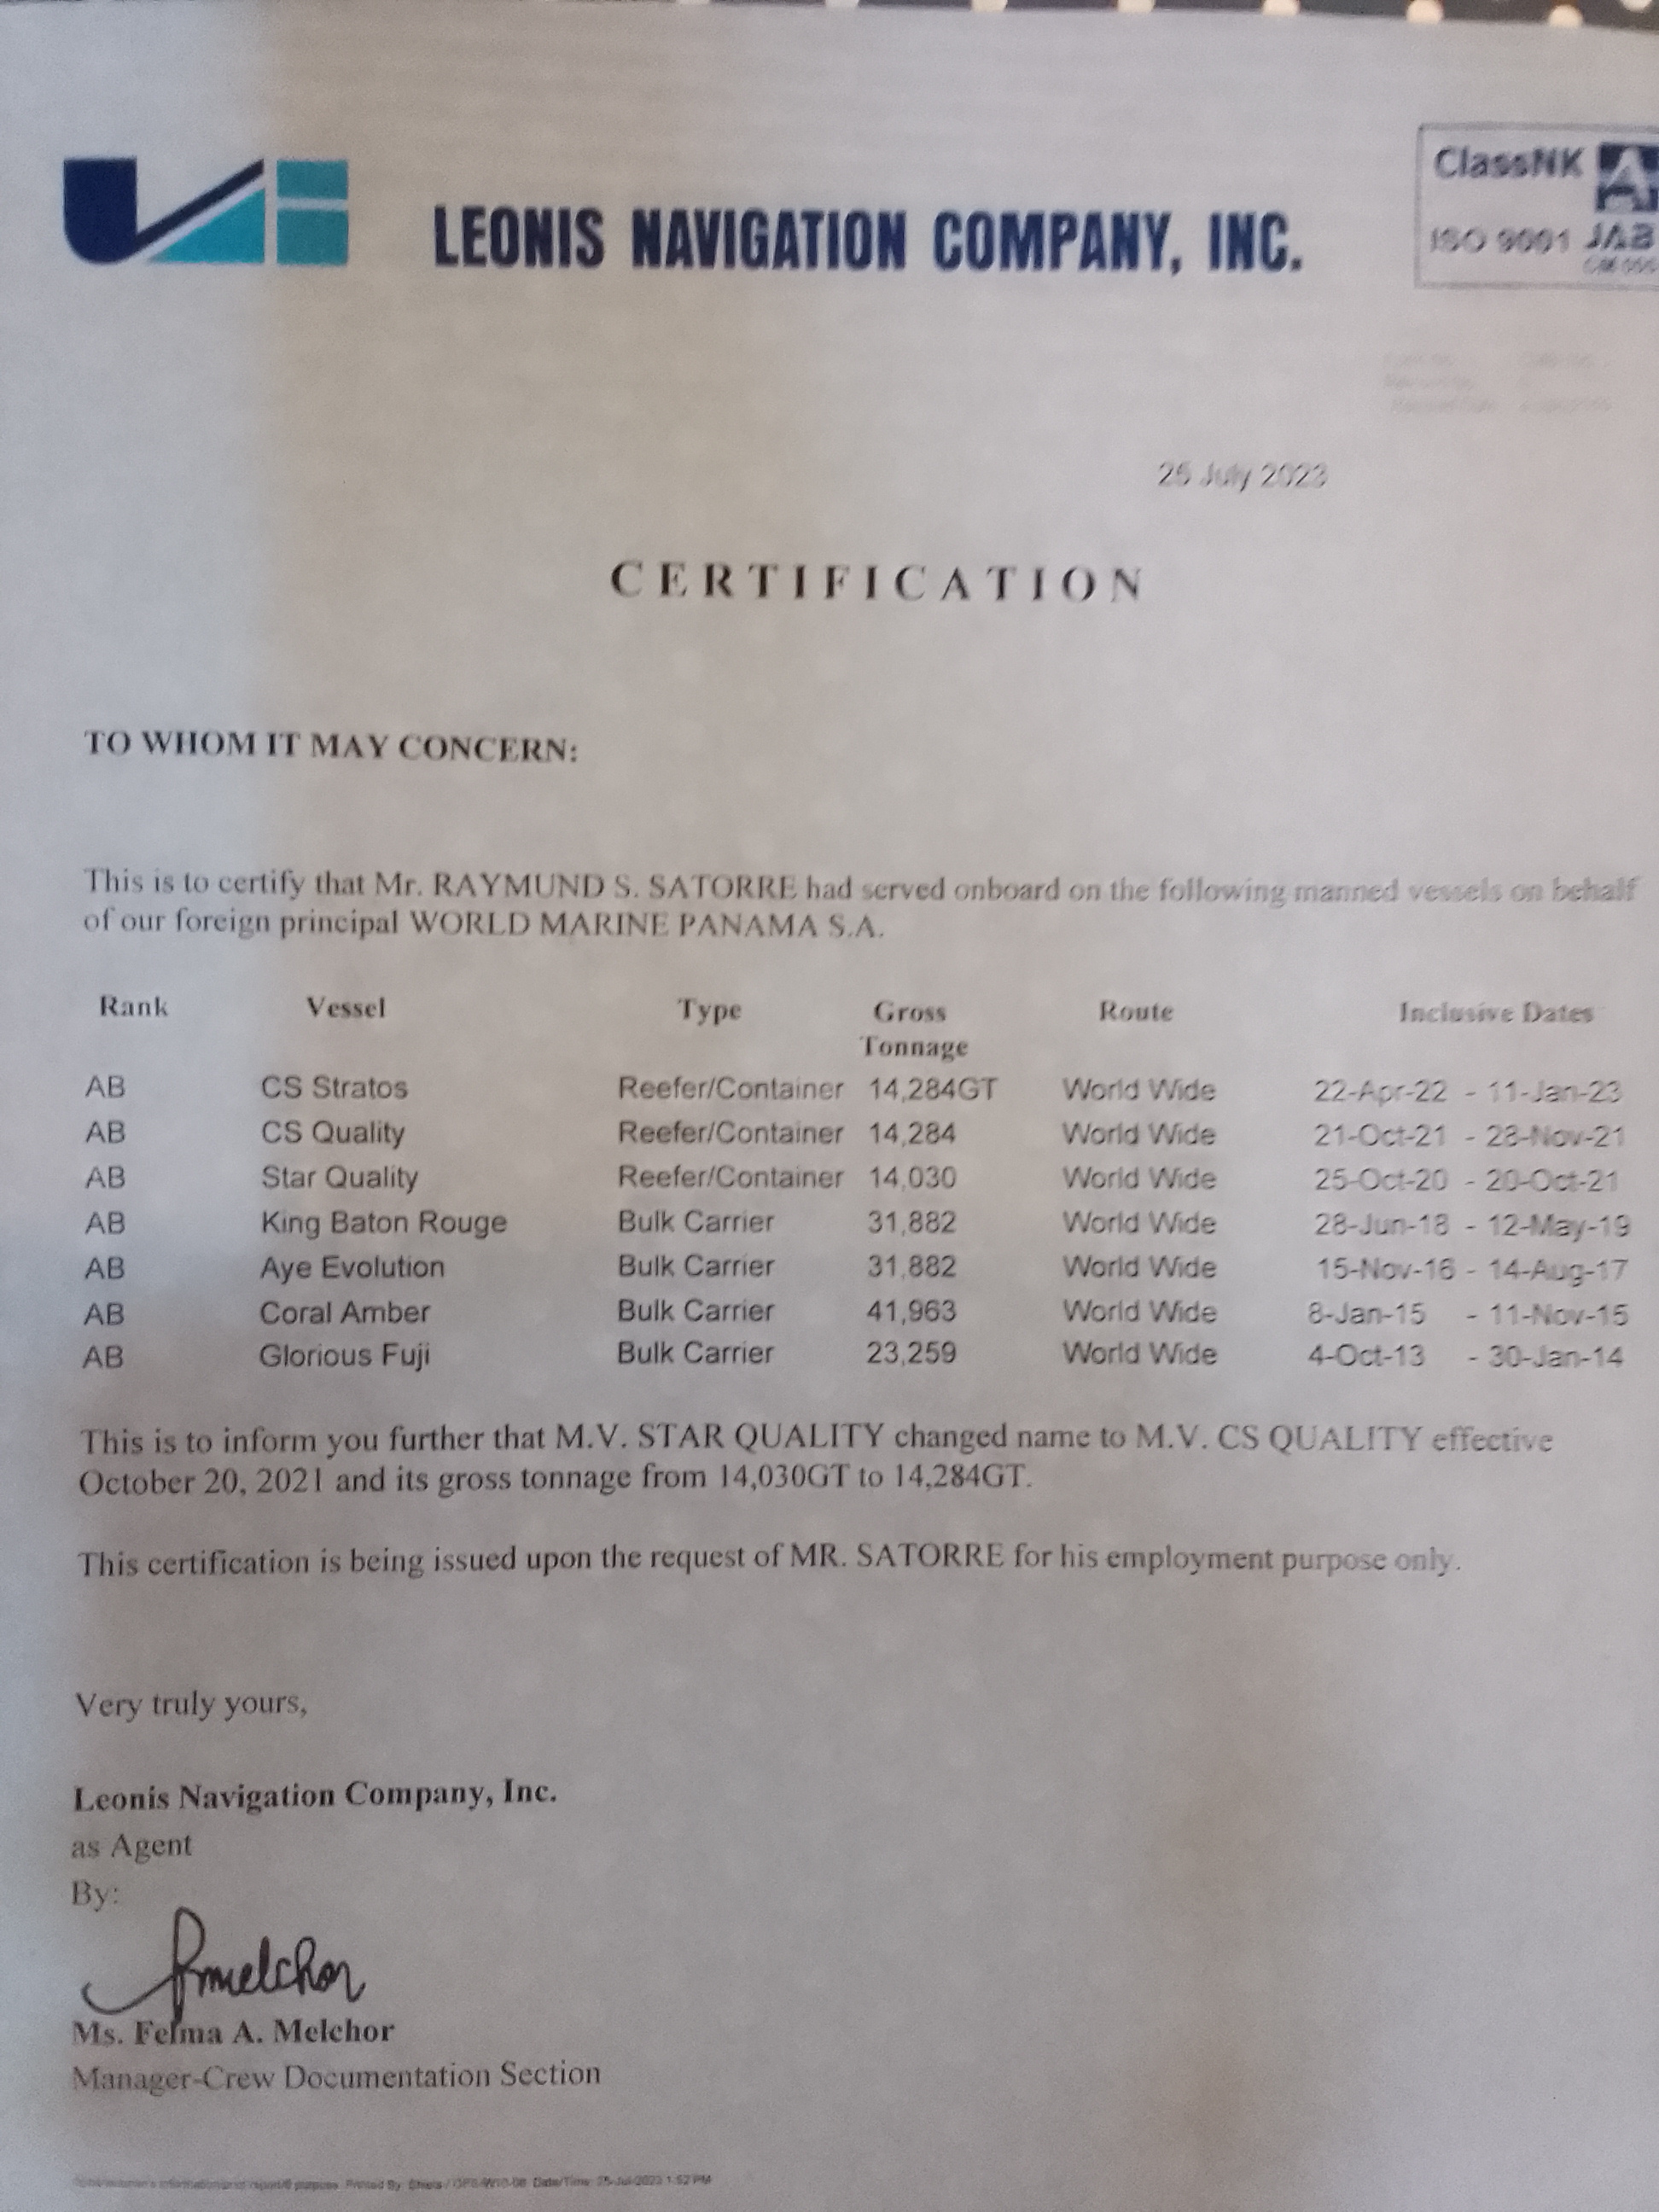 LEONIS NAVIGATION COMPANY, INC.
ClassNK
ISO 9001 JAB
25 July 2023
CERTIFICATION
TO WHOM IT MAY CONCERN:
This is to certify that Mr. RAYMUND S. SATORRE had served onboard on the following manned vessels on behalf
of our foreign principal WORLD MARINE PANAMA S.A.
Rank Vessel Type Gross Tonnage Route Inclusive Dates
AB CS Stratos Reefer/Container 14,284GT World Wide 22-Apr-22 - 11-Jan-23
AB CS Quality Reefer/Container 14,284 World Wide 21-Oct-21 - 28-Nov-21
AB Star Quality Reefer/Container 14,030 World Wide 25-Oct-20 - 20-Oct-21
AB King Baton Rouge Bulk Carrier 31,882 World Wide 28-Jun-18 - 12-May-19
AB Aye Evolution Bulk Carrier 31,882 World Wide 15-Nov-16 - 14-Aug-17
AB Coral Amber Bulk Carrier 41,963 World Wide 8-Jan-15 - 11-Nov-15
AB Glorious Fuji Bulk Carrier 23,259 World Wide 4-Oct-13 - 30-Jan-14
This is to inform you further that M.V. STAR QUALITY changed name to M.V. CS QUALITY effective
October 20, 2021 and its gross tonnage from 14,030GT to 14,284GT.
This certification is being issued upon the request of MR. SATORRE for his employment purpose only.
Very truly yours,
Leonis Navigation Company, Inc.
as Agent
By:
Ms. Felma A. Melchor
Manager-Crew Documentation Section
Printed By: Date/Time: 25-Jul-2023 1:52 PM